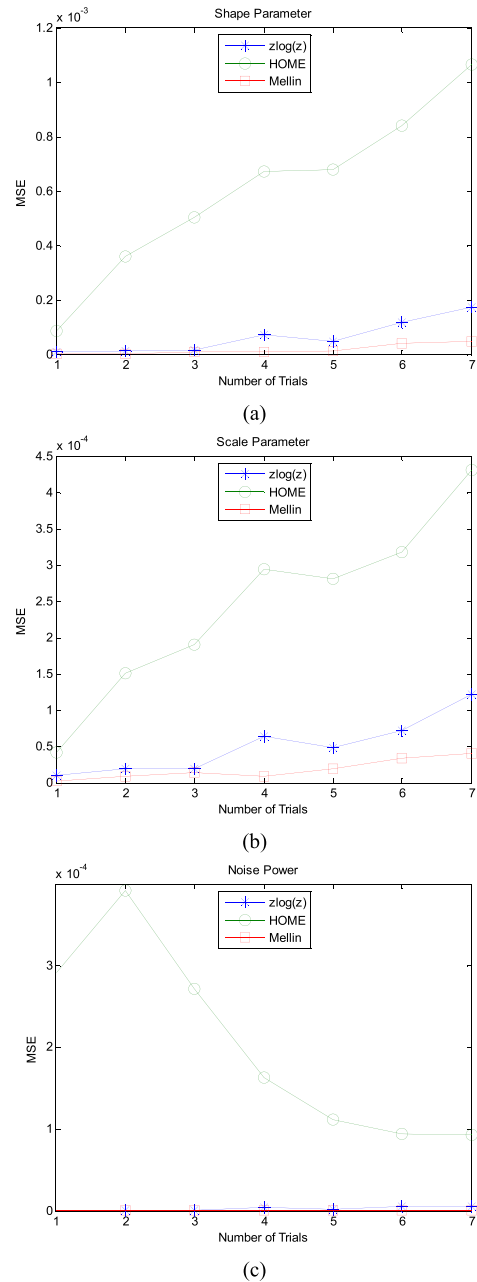 Shape Parameter
x 10^-3
1.2
1
0.8
0.6
0.4
0.2
0
MSE
zlog(z)
HOME
Mellin
1 2 3 4 5 6 7
Number of Trials
(a)
Scale Parameter
x 10^-4
4.5
4
3.5
3
2.5
2
1.5
1
0.5
0
MSE
zlog(z)
HOME
Mellin
1 2 3 4 5 6 7
Number of Trials
(b)
Noise Power
x 10^-4
3
2
1
0
MSE
zlog(z)
HOME
Mellin
1 2 3 4 5 6 7
Number of Trials
(c)